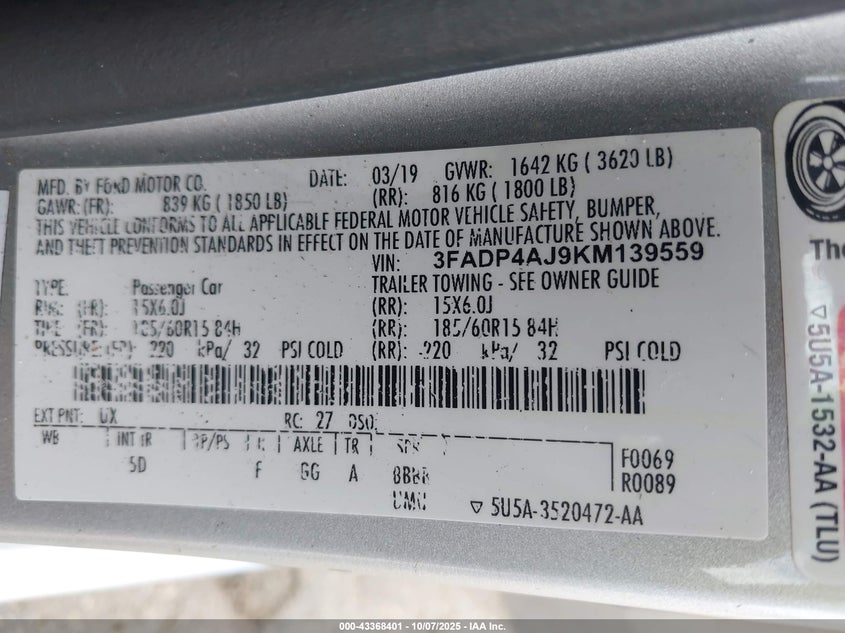 MFD. BY FORD MOTOR CO. DATE: 03/19 GVWR: 1642 KG ( 3620 LB)
GAWR:(FR): 839 KG ( 1850 LB) (RR): 816 KG ( 1800 LB)
THIS VEHICLE CONFORMS TO ALL APPLICABLE FEDERAL MOTOR VEHICLE SAFETY, BUMPER,
AND THEFT PREVENTION STANDARDS IN EFFECT ON THE DATE OF MANUFACTURE SHOWN ABOVE.
VIN: 3FADP4AJ9KM139559
TYPE: Passenger Car TRAILER TOWING - SEE OWNER GUIDE
RIM: (FR): 15X6.0J (RR): 15X6.0J
TIRE (FR): 185/60R15 84H (RR): 185/60R15 84H
PRESSURE (FR): 220 kPa/ 32 PSI COLD (RR): 220 kPa/ 32 PSI COLD
EXT PNT: UX RC: 27 DSO:
WB INT TR TP/PS R AXLE TR SPR
5D F GG A
F0069
R0089
▽ 5U5A-3520472-AA
The
▽5U5A-1532-AA (TLU)
000-43368401 - 10/07/2025 - IAA Inc.